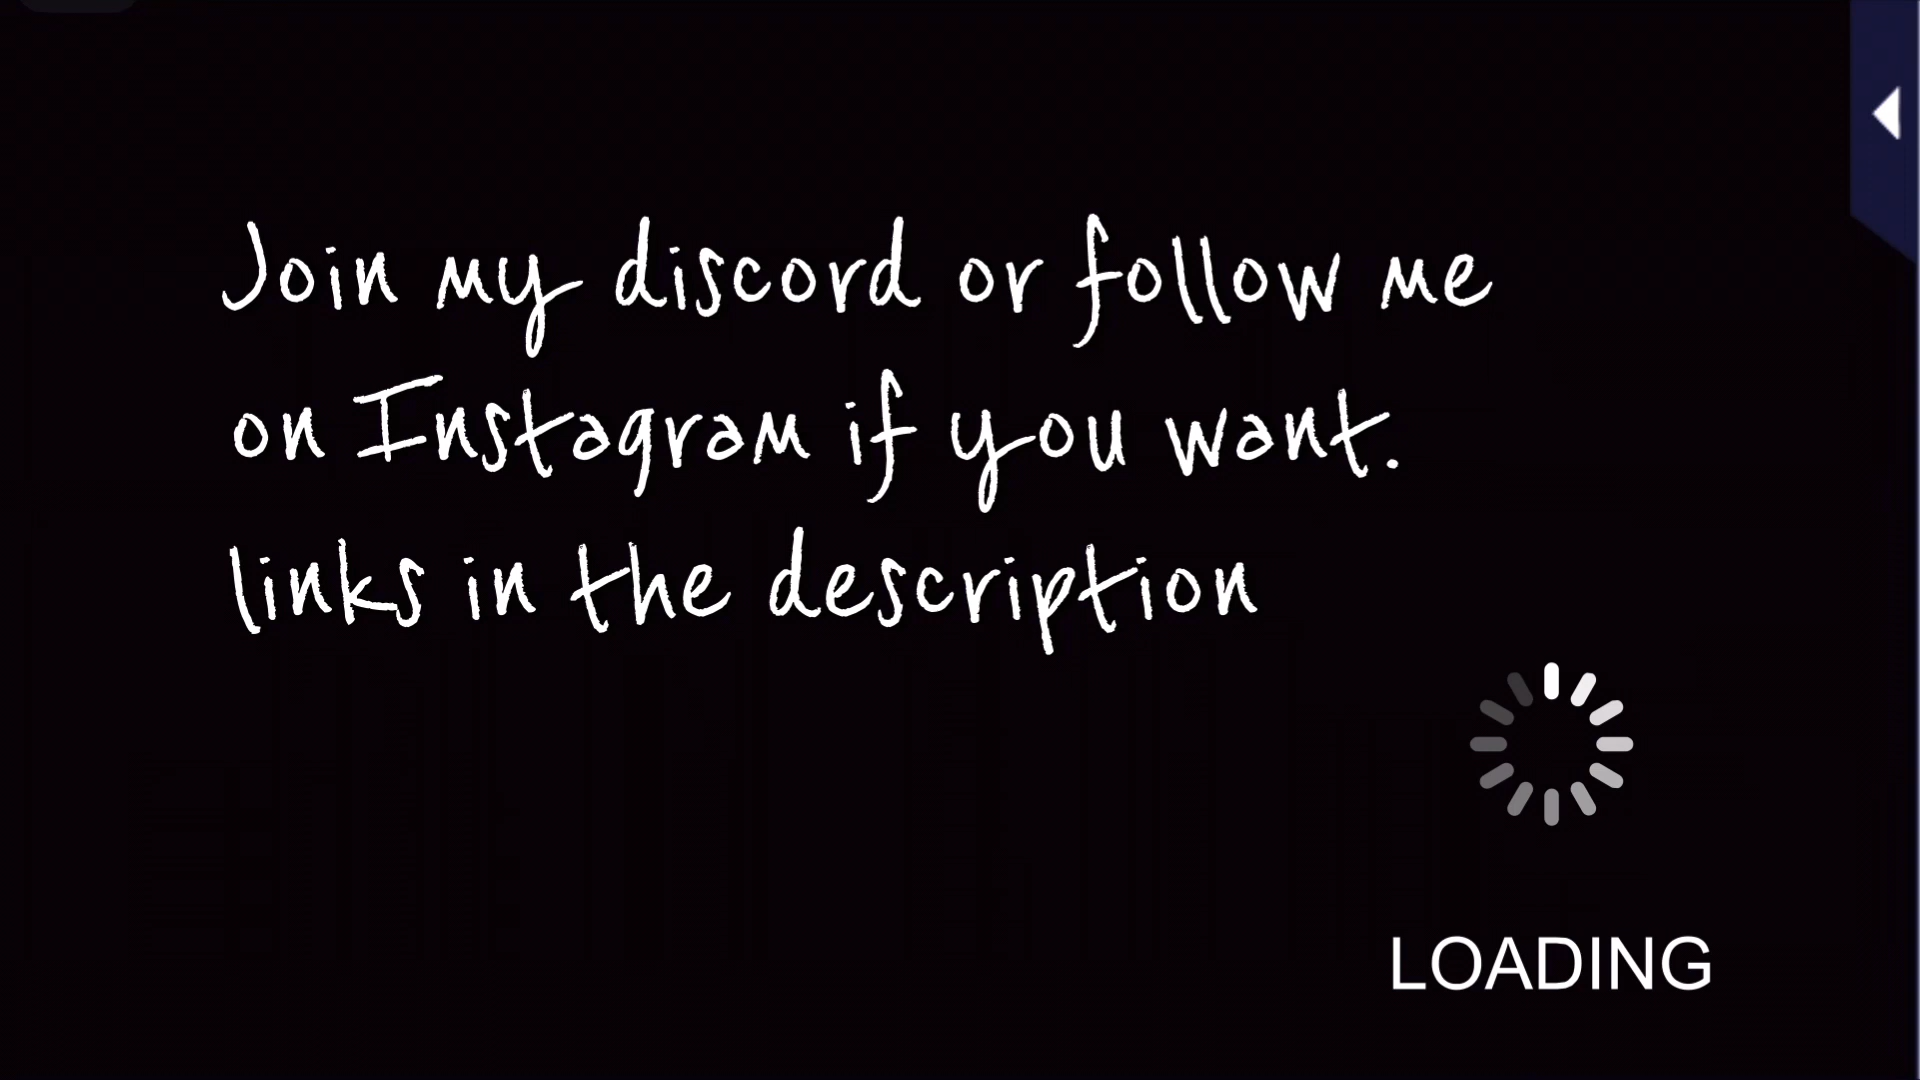 Join my discord or follow me
on Instagram if you want.
links in the description
LOADING